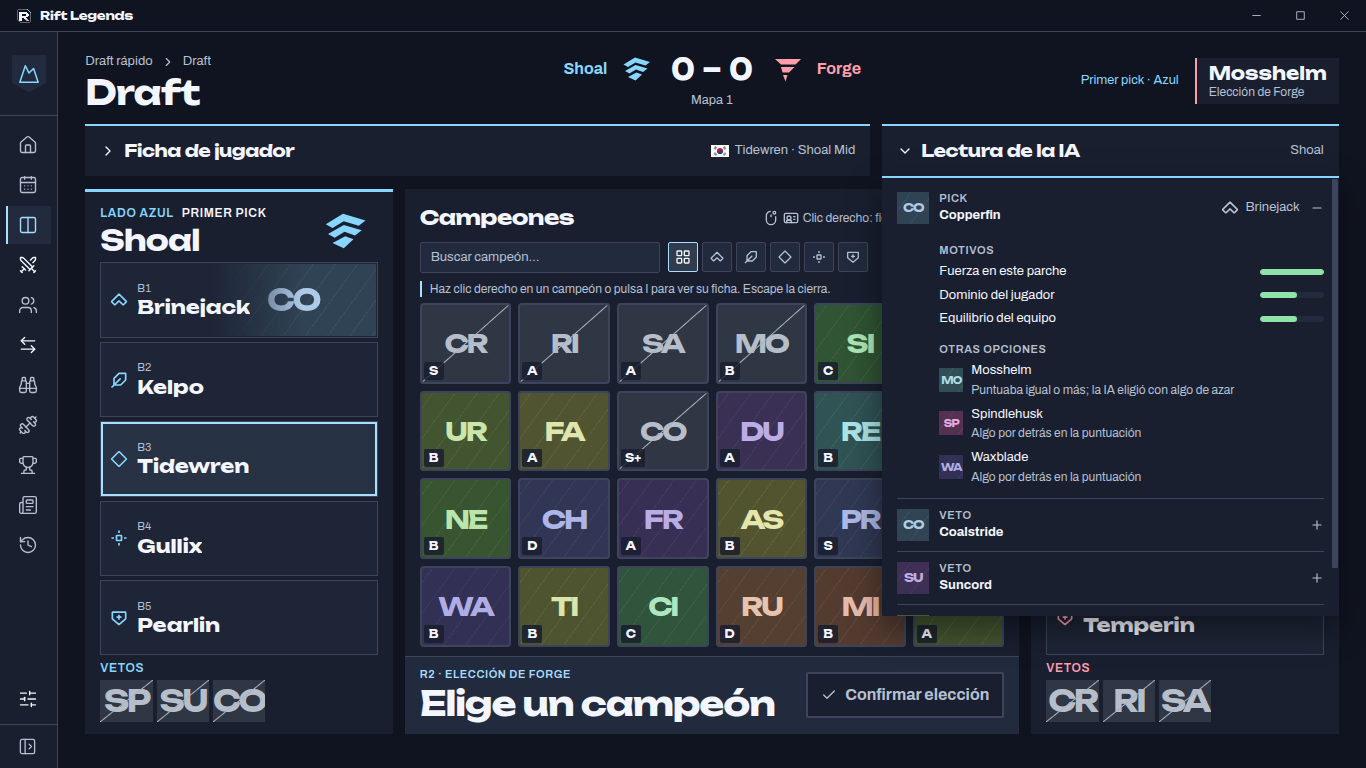 Rift Legends
Draft rápido > Draft
Draft
Shoal 0 – 0 Forge
Mapa 1
Primer pick · Azul
Mosshelm
Elección de Forge
Ficha de jugador
Tidewren · Shoal Mid
Lectura de la IA
Shoal
LADO AZUL PRIMER PICK
Shoal
B1
Brinejack
CO
B2
Kelpo
B3
Tidewren
B4
Gullix
B5
Pearlin
VETOS
SP SU CO
Campeones
Clic derecho: fi
Buscar campeón...
Haz clic derecho en un campeón o pulsa I para ver su ficha. Escape la cierra.
CR RI SA MO SI
S A A B C
UR FA CO DU RE
B A S+ A B
NE CH FR AS PR
B D A B S
WA TI CI RU MI
B B C D B A
R2 · ELECCIÓN DE FORGE
Elige un campeón
Confirmar elección
CO
PICK
Copperfin
Brinejack
MOTIVOS
Fuerza en este parche
Dominio del jugador
Equilibrio del equipo
OTRAS OPCIONES
MO
Mosshelm
Puntuaba igual o más; la IA eligió con algo de azar
SP
Spindlehusk
Algo por detrás en la puntuación
WA
Waxblade
Algo por detrás en la puntuación
CO
VETO
Coalstride
SU
VETO
Suncord
Temperin
VETOS
CR RI SA